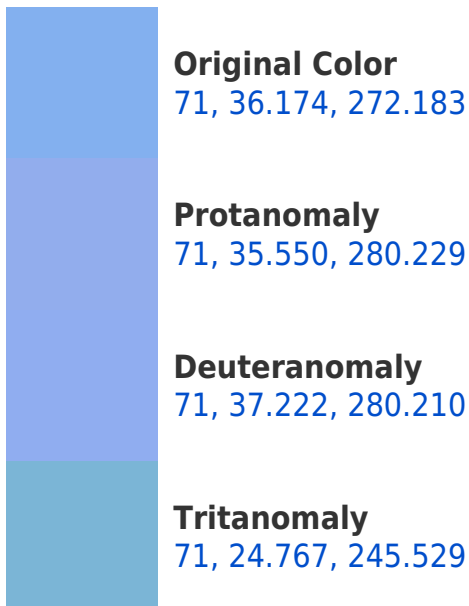 Original Color
71, 36.174, 272.183
Protanomaly
71, 35.550, 280.229
Deuteranomaly
71, 37.222, 280.210
Tritanomaly
71, 24.767, 245.529